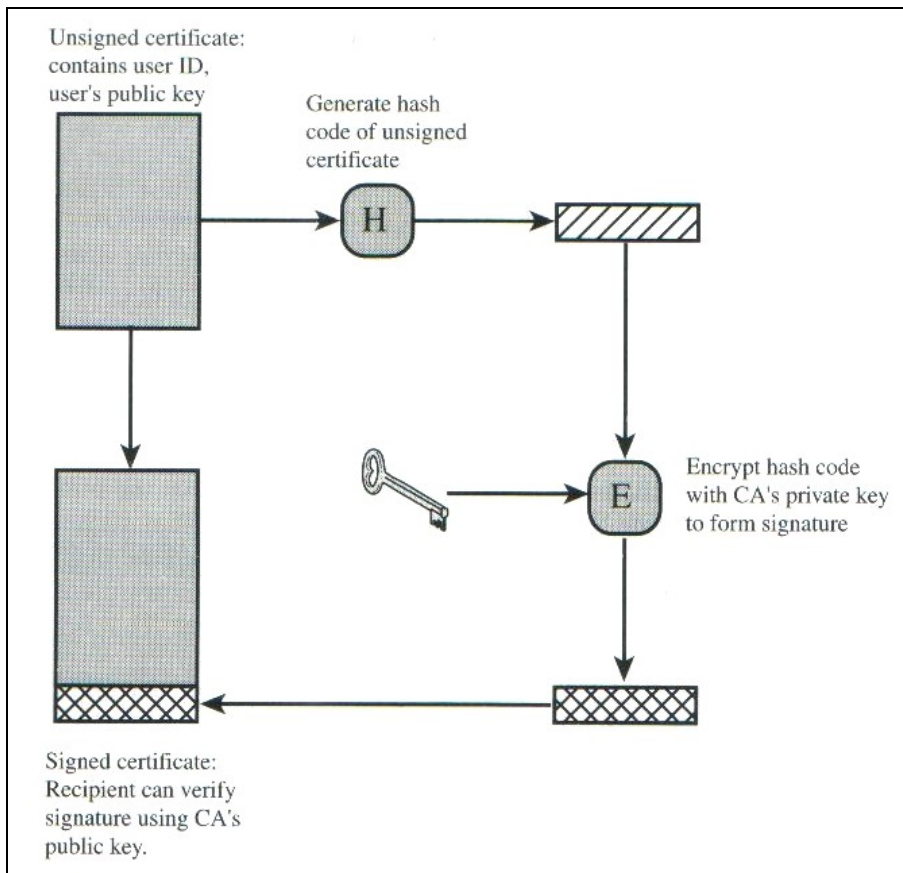 Unsigned certificate:
contains user ID,
user's public key
Generate hash
code of unsigned
certificate
H
E
Encrypt hash code
with CA's private key
to form signature
Signed certificate:
Recipient can verify
signature using CA's
public key.